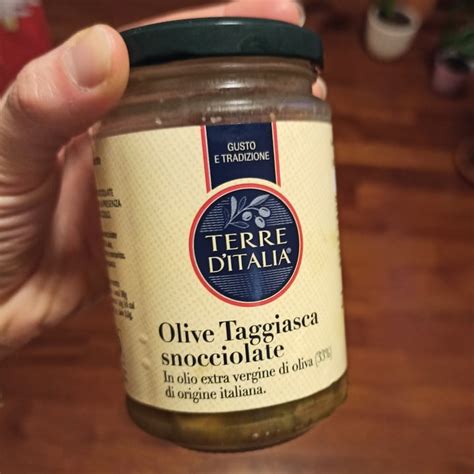 GUSTO
E TRADIZIONE
TERRE
D'ITALIA®
Olive Taggiasca
snocciolate
In olio extra vergine di oliva (33%)
di origine italiana.